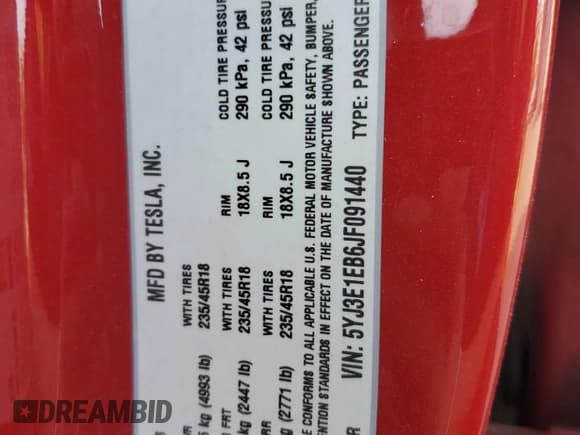 MFD BY TESLA, INC.
WITH TIRES RIM COLD TIRE PRESSURE
kg (4993 lb) 235/45R18 18X8.5 J 290 kPa, 42 psi
FRT WITH TIRES RIM COLD TIRE PRESSURE
kg (2447 lb) 235/45R18 18X8.5 J 290 kPa, 42 psi
RR WITH TIRES
(2771 lb) 235/45R18
CONFORMS TO ALL APPLICABLE U.S. FEDERAL MOTOR VEHICLE SAFETY, BUMPER,
STANDARDS IN EFFECT ON THE DATE OF MANUFACTURE SHOWN ABOVE.
VIN: 5YJ3E1EB6JF091440 TYPE: PASSENGER
DREAMBID